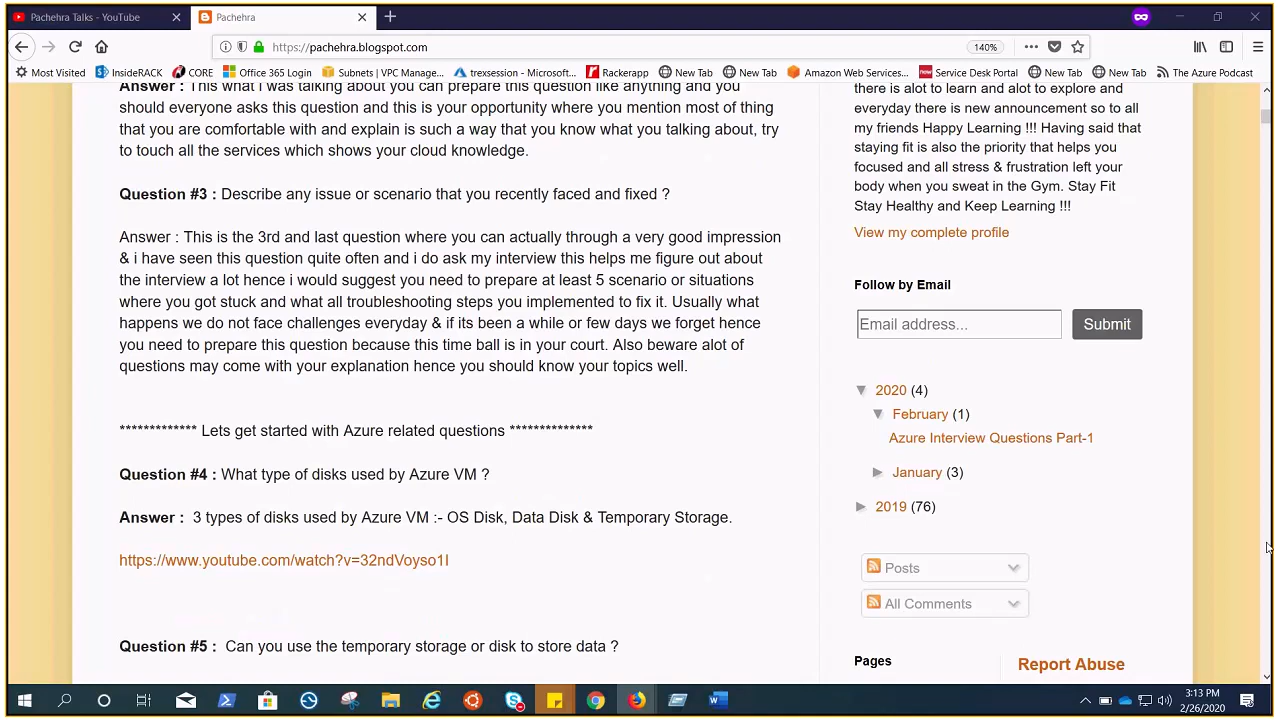 Pachehra Talks - YouTube
Pachehra
https://pachehra.blogspot.com
140%
Most Visited
InsideRACK
CORE
Office 365 Login
Subnets | VPC Manage...
trexsession - Microsoft...
Rackerapp
New Tab
New Tab
Amazon Web Services...
Service Desk Portal
New Tab
New Tab
The Azure Podcast
Answer : This what i was talking about you can prepare this question like anything and you
should everyone asks this question and this is your opportunity where you mention most of thing
that you are comfortable with and explain is such a way that you know what you talking about, try
to touch all the services which shows your cloud knowledge.
Question #3 : Describe any issue or scenario that you recently faced and fixed ?
Answer : This is the 3rd and last question where you can actually through a very good impression
& i have seen this question quite often and i do ask my interview this helps me figure out about
the interview a lot hence i would suggest you need to prepare at least 5 scenario or situations
where you got stuck and what all troubleshooting steps you implemented to fix it. Usually what
happens we do not face challenges everyday & if its been a while or few days we forget hence
you need to prepare this question because this time ball is in your court. Also beware alot of
questions may come with your explanation hence you should know your topics well.
************* Lets get started with Azure related questions **************
Question #4 : What type of disks used by Azure VM ?
Answer : 3 types of disks used by Azure VM :- OS Disk, Data Disk & Temporary Storage.
https://www.youtube.com/watch?v=32ndVoyso1I
Question #5 : Can you use the temporary storage or disk to store data ?
there is alot to learn and alot to explore and
everyday there is new announcement so to all
my friends Happy Learning !!! Having said that
staying fit is also the priority that helps you
focused and all stress & frustration left your
body when you sweat in the Gym. Stay Fit
Stay Healthy and Keep Learning !!!
View my complete profile
Follow by Email
Email address...
Submit
2020 (4)
February (1)
Azure Interview Questions Part-1
January (3)
2019 (76)
Posts
All Comments
Pages
Report Abuse
3:13 PM
2/26/2020